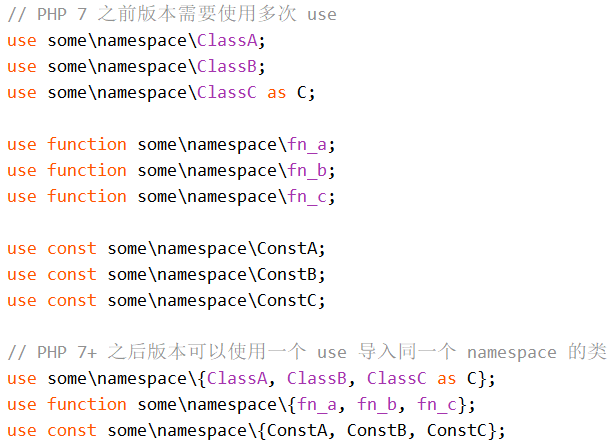 // PHP 7 之前版本需要使用多次 use
use some\namespace\ClassA;
use some\namespace\ClassB;
use some\namespace\ClassC as C;

use function some\namespace\fn_a;
use function some\namespace\fn_b;
use function some\namespace\fn_c;

use const some\namespace\ConstA;
use const some\namespace\ConstB;
use const some\namespace\ConstC;

// PHP 7+ 之后版本可以使用一个 use 导入同一个 namespace 的类
use some\namespace\{ClassA, ClassB, ClassC as C};
use function some\namespace\{fn_a, fn_b, fn_c};
use const some\namespace\{ConstA, ConstB, ConstC};